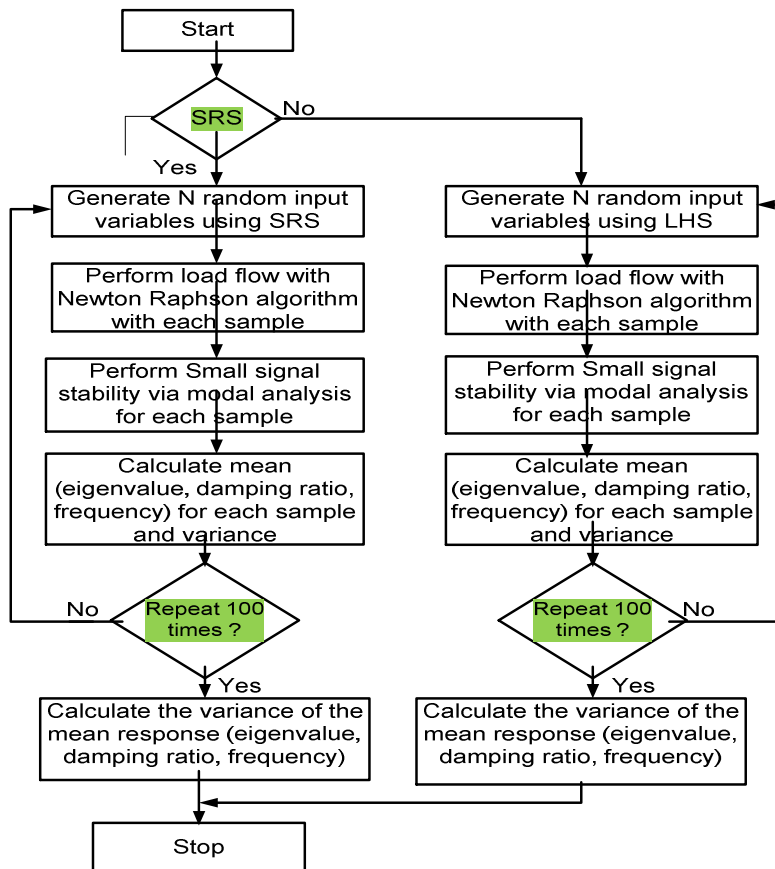 Start
SRS
No
Yes
Generate N random input
variables using SRS
Perform load flow with
Newton Raphson algorithm
with each sample
Perform Small signal
stability via modal analysis
for each sample
Calculate mean
(eigenvalue, damping ratio,
frequency) for each sample
and variance
No
Repeat 100
times ?
Yes
Calculate the variance of the
mean response (eigenvalue,
damping ratio, frequency)
Generate N random input
variables using LHS
Perform load flow with
Newton Raphson algorithm
with each sample
Perform Small signal
stability via modal analysis
for each sample
Calculate mean
(eigenvalue, damping ratio,
frequency) for each sample
and variance
Repeat 100
times ?
No
Yes
Calculate the variance of the
mean response (eigenvalue,
damping ratio, frequency)
Stop